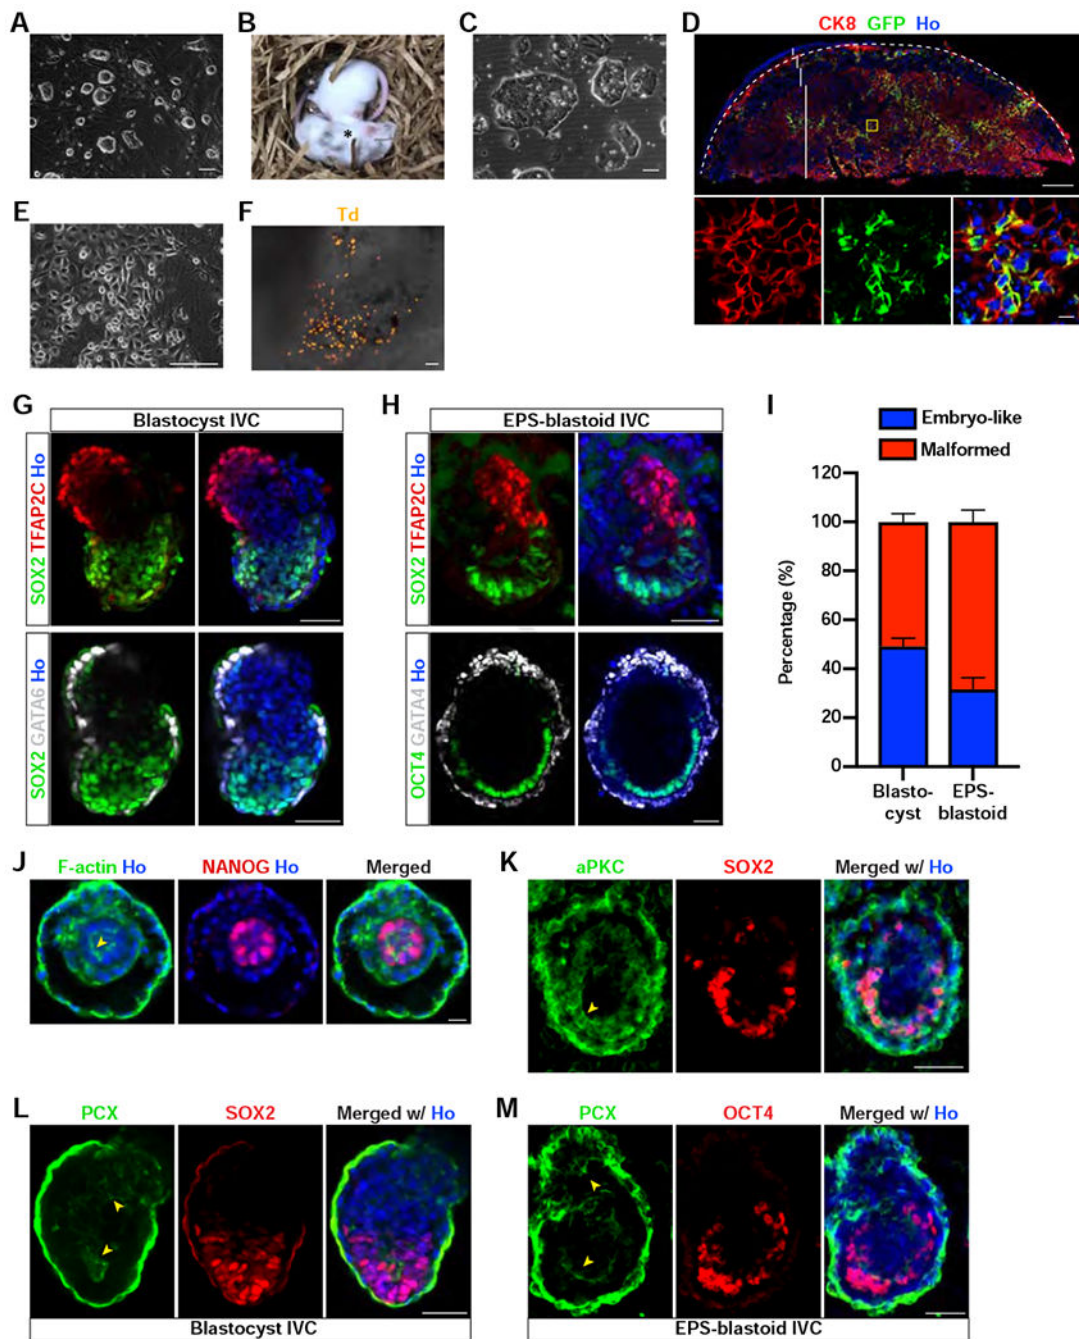 A
B
C
D
CK8 GFP Ho
*
E
F
Td
G
Blastocyst IVC
SOX2 TFAP2C Ho
SOX2 GATA6 Ho
H
EPS-blastoid IVC
SOX2 TFAP2C Ho
OCT4 GATA4 Ho
I
Embryo-like
Malformed
Percentage (%)
120
100
80
60
40
20
0
Blasto-
cyst
EPS-
blastoid
J
F-actin Ho
NANOG Ho
Merged
K
aPKC
SOX2
Merged w/ Ho
L
PCX
SOX2
Merged w/ Ho
Blastocyst IVC
M
PCX
OCT4
Merged w/ Ho
EPS-blastoid IVC